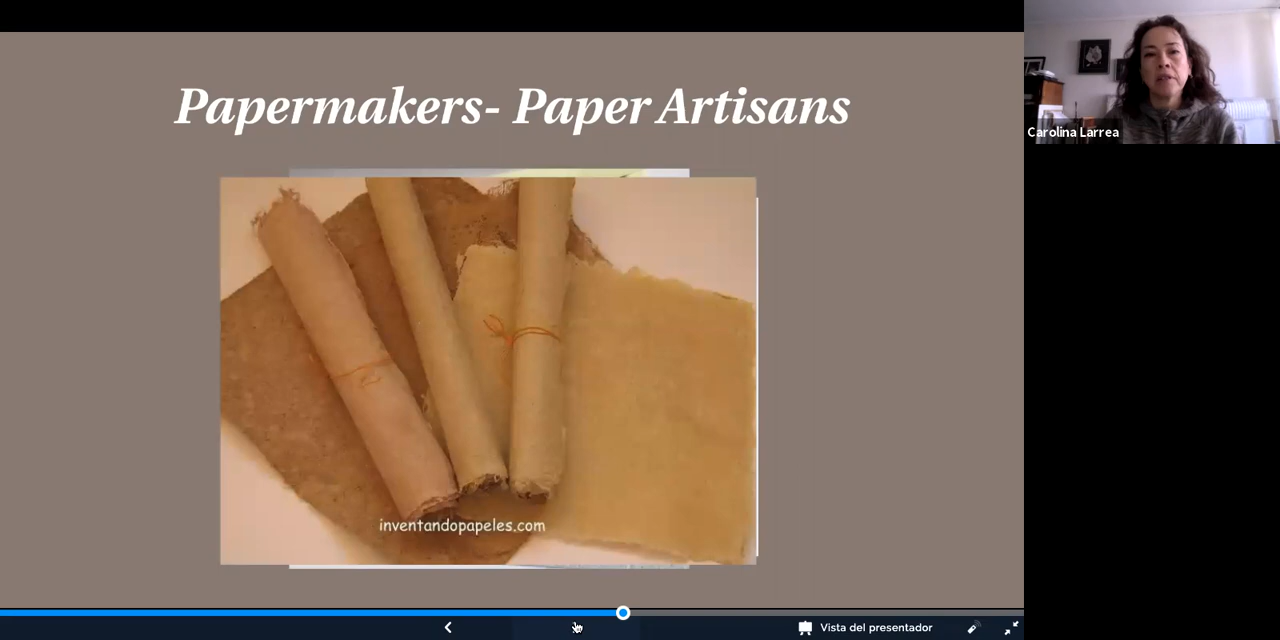 Papermakers- Paper Artisans
Carolina Larrea
inventandopapeles.com
Vista del presentador